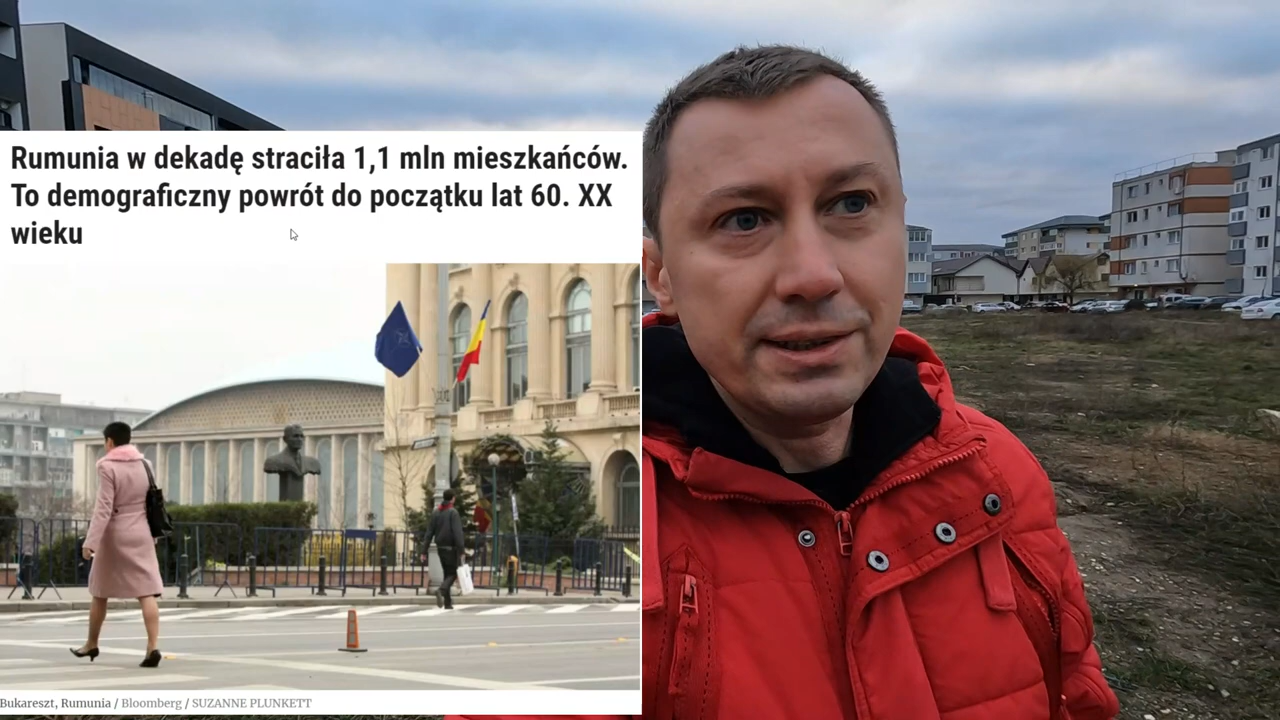 Rumunia w dekadę straciła 1,1 mln mieszkańców.
To demograficzny powrót do początku lat 60. XX
wieku
Bukareszt, Rumunia / Bloomberg / SUZANNE PLUNKETT